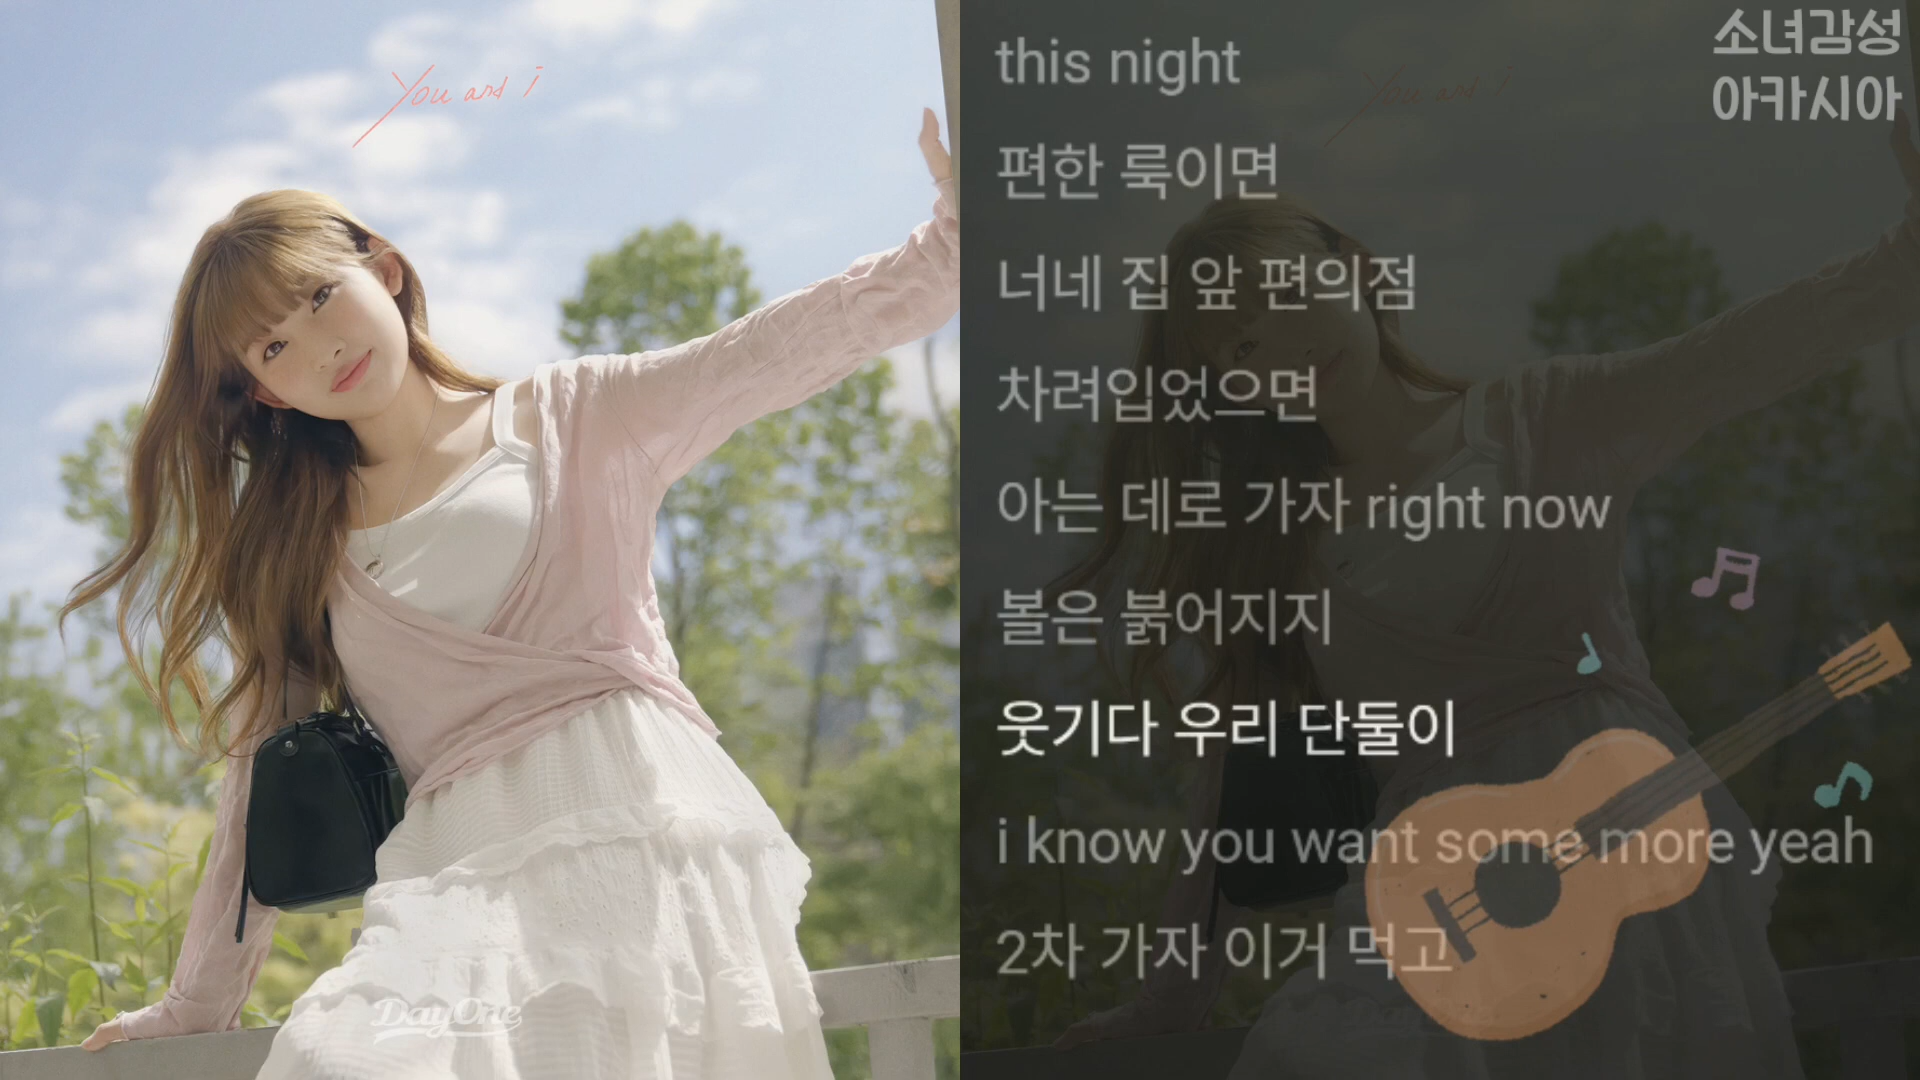 You and i
DayOne
소녀감성
아카시아
this night
편한 룩이면
너네 집 앞 편의점
차려입었으면
아는 데로 가자 right now
볼은 붉어지지
웃기다 우리 단둘이
i know you want some more yeah
2차 가자 이거 먹고